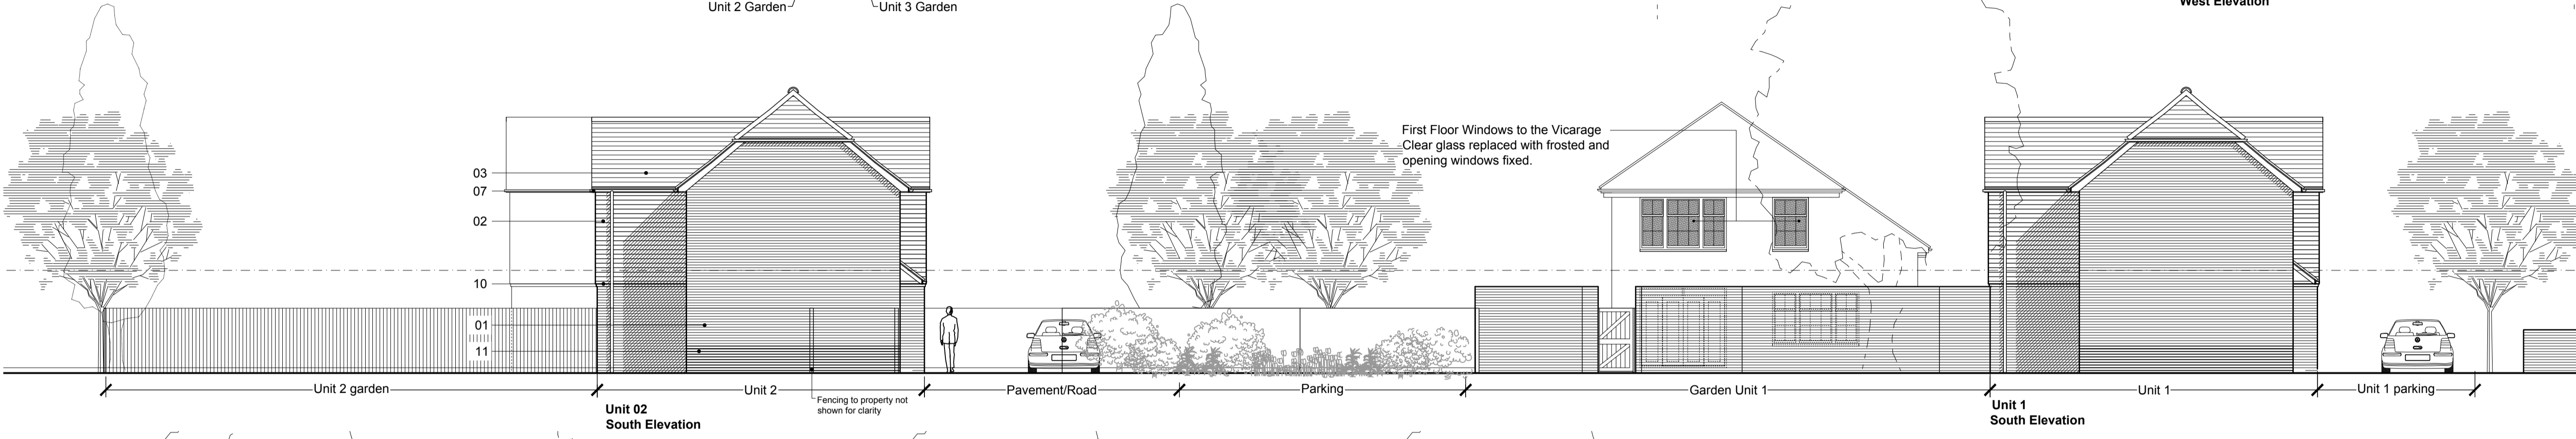 Unit 2 Garden
Unit 3 Garden
West Elevation
First Floor Windows to the Vicarage
Clear glass replaced with frosted and
opening windows fixed.
03
07
02
10
01
11
Unit 2 garden
Unit 2
Pavement/Road
Parking
Garden Unit 1
Unit 1
Unit 1 parking
Fencing to property not
shown for clarity
Unit 02
South Elevation
Unit 1
South Elevation